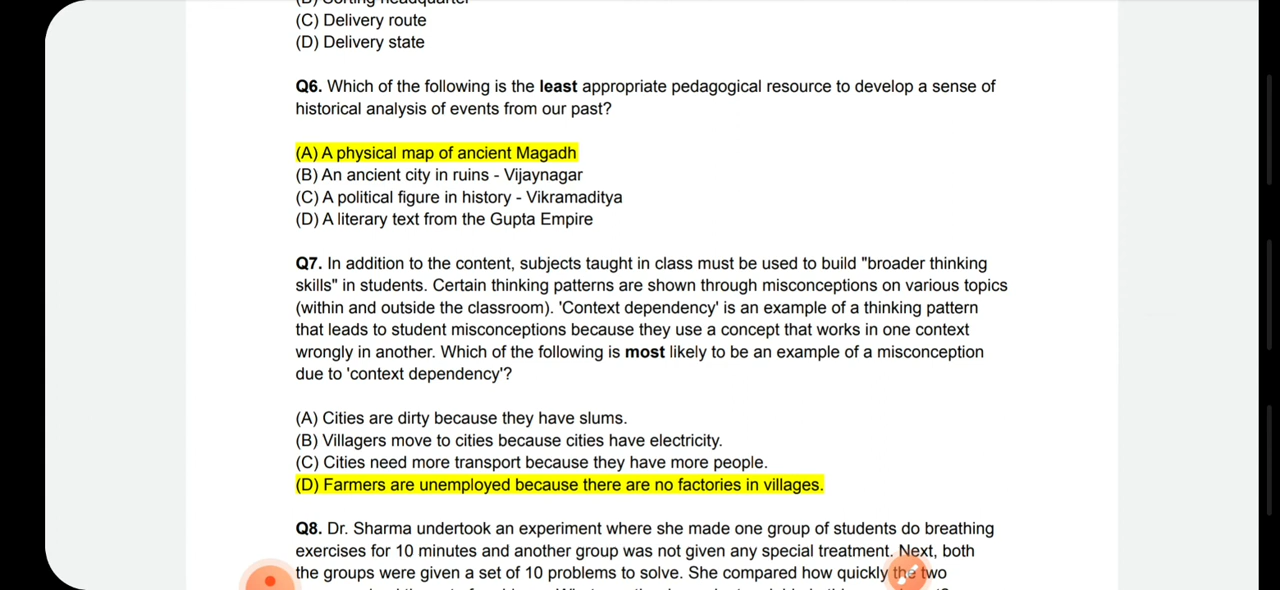 (B) Sorting headquarter
(C) Delivery route
(D) Delivery state
Q6. Which of the following is the least appropriate pedagogical resource to develop a sense of
historical analysis of events from our past?
(A) A physical map of ancient Magadh
(B) An ancient city in ruins - Vijaynagar
(C) A political figure in history - Vikramaditya
(D) A literary text from the Gupta Empire
Q7. In addition to the content, subjects taught in class must be used to build "broader thinking
skills" in students. Certain thinking patterns are shown through misconceptions on various topics
(within and outside the classroom). 'Context dependency' is an example of a thinking pattern
that leads to student misconceptions because they use a concept that works in one context
wrongly in another. Which of the following is most likely to be an example of a misconception
due to 'context dependency'?
(A) Cities are dirty because they have slums.
(B) Villagers move to cities because cities have electricity.
(C) Cities need more transport because they have more people.
(D) Farmers are unemployed because there are no factories in villages.
Q8. Dr. Sharma undertook an experiment where she made one group of students do breathing
exercises for 10 minutes and another group was not given any special treatment. Next, both
the groups were given a set of 10 problems to solve. She compared how quickly the two